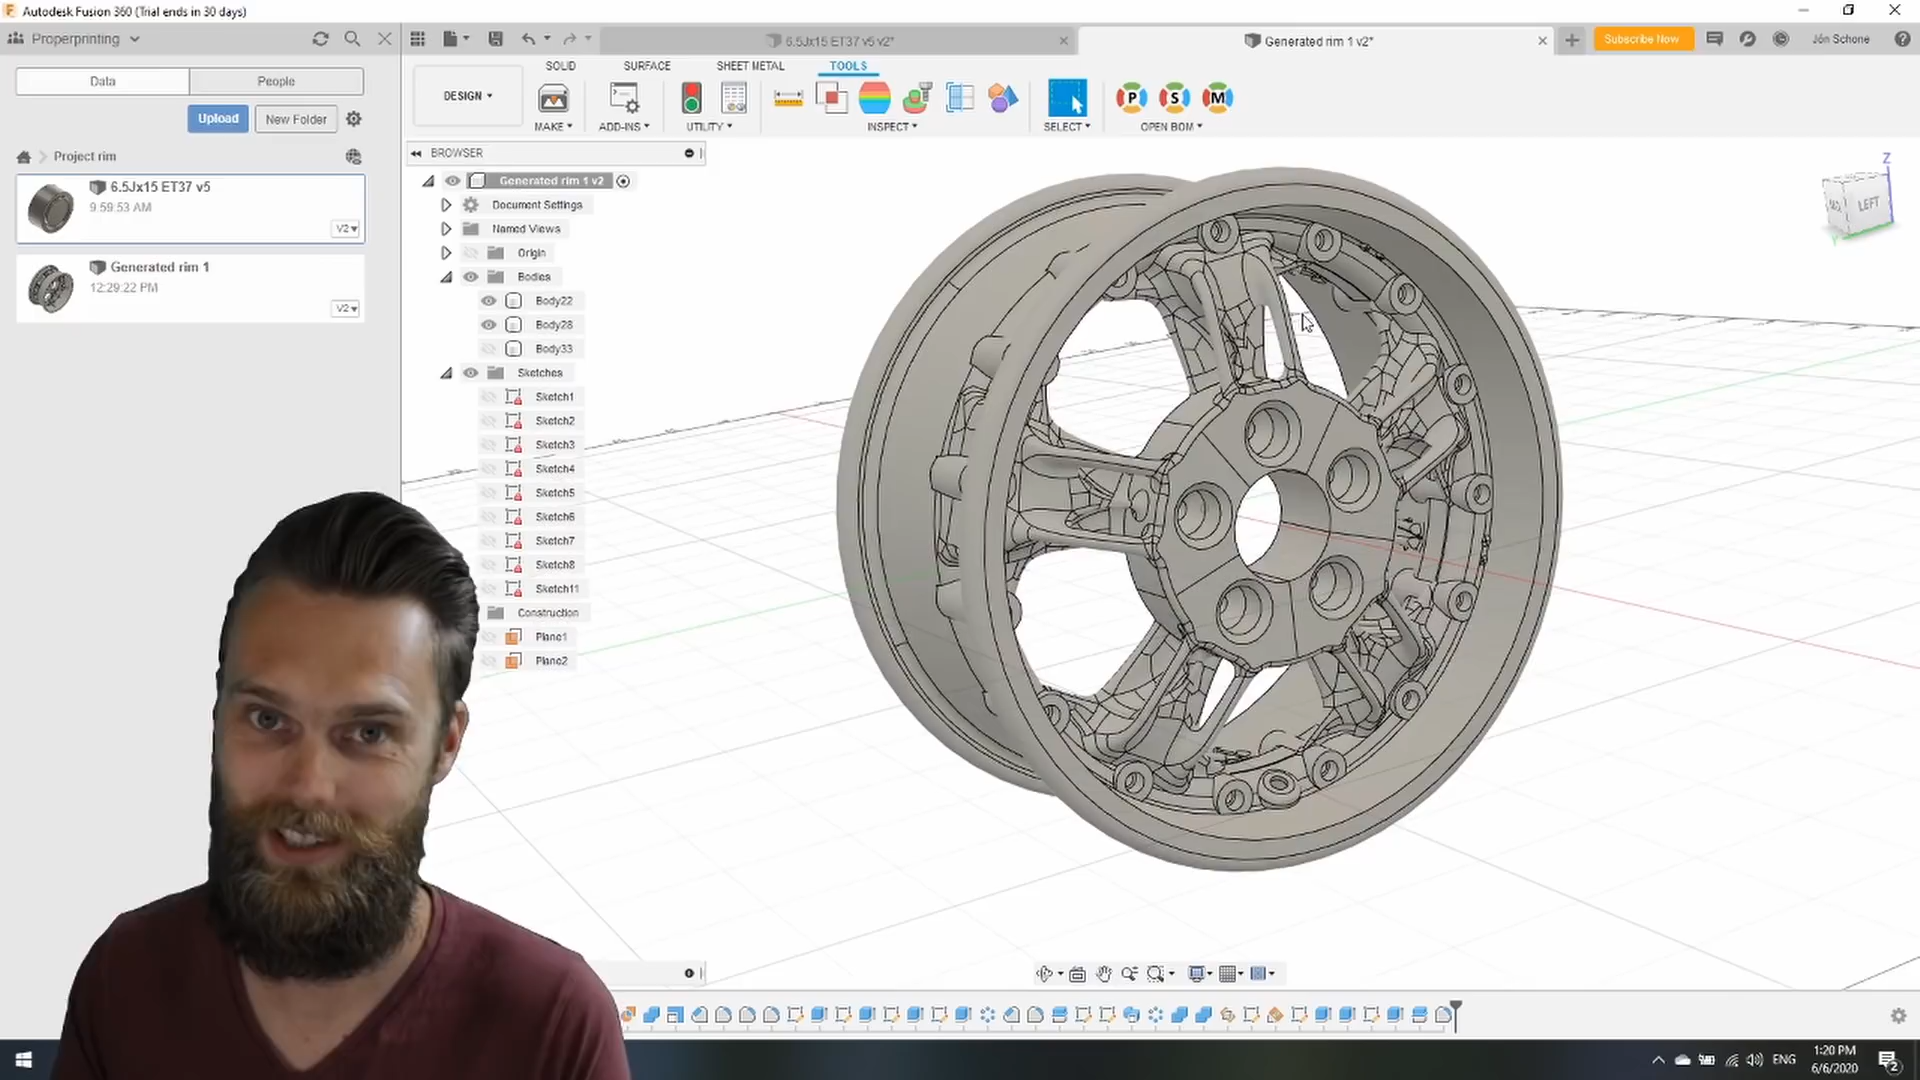 Autodesk Fusion 360 (Trial ends in 30 days)
Properprinting
6.5Jx15 ET37 v5 v2*
Generated rim 1 v2*
Subscribe Now
Jón Schone
Data
People
SOLID
SURFACE
SHEET METAL
TOOLS
DESIGN
Upload
New Folder
MAKE
ADD-INS
UTILITY
INSPECT
SELECT
OPEN BOM
P
S
M
Project rim
BROWSER
6.5Jx15 ET37 v5
9:59:53 AM
V2
Generated rim 1
12:29:22 PM
V2
Generated rim 1 v2
Document Settings
Named Views
Origin
Bodies
Body22
Body28
Body33
Sketches
Sketch1
Sketch2
Sketch3
Sketch4
Sketch5
Sketch6
Sketch7
Sketch8
Sketch11
Construction
Plane1
Plane2
Z
LEFT
Y
ENG
1:20 PM
6/6/2020
2